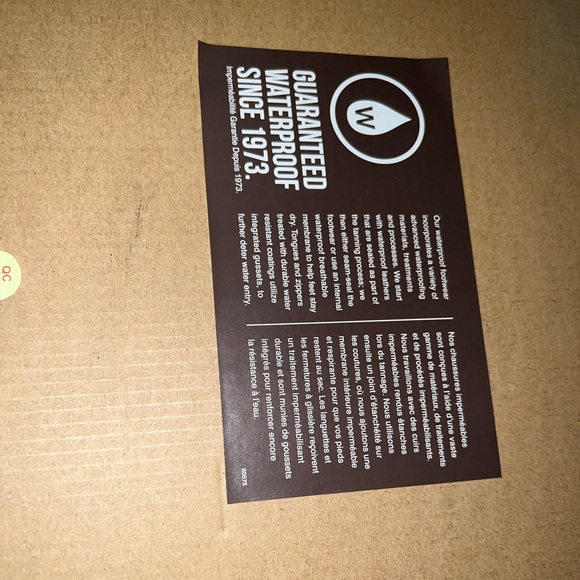 W
GUARANTEED
WATERPROOF
SINCE 1973.
Imperméabilité Garantie Depuis 1973.
Our waterproof footwear
incorporates a variety of
advanced waterproofing
materials, treatments
and processes. We start
with waterproof leathers
that are sealed as part of
the tanning process; we
then either seam-seal the
footwear or use an internal
waterproof breathable
membrane to help feet stay
dry. Tongues and zippers
treated with durable water
resistant coatings utilize
integrated gussets, to
further deter water entry.
Nos chaussures imperméables
sont conçues à l'aide d'une vaste
gamme de matériaux, de traitements
et de procédés imperméabilisants.
Nous travaillons avec des cuirs
imperméables rendus étanches
lors du tannage. Nous utilisons
ensuite un joint d'étanchéité sur
les coutures, où nous ajoutons une
membrane intérieure imperméable
et respirante pour que vos pieds
restent au sec. Les languettes et
les fermetures à glissière reçoivent
un traitement imperméabilisant
durable et sont munies de goussets
intégrés pour renforcer encore
la résistance à l'eau.
60575
QC